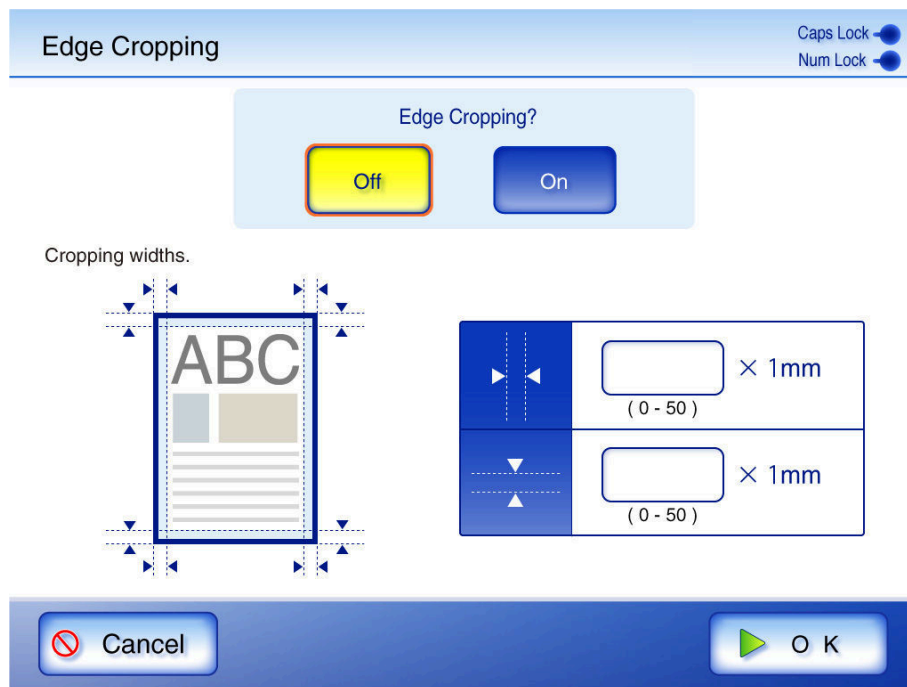 Edge Cropping
Caps Lock
Num Lock
Edge Cropping?
Off
On
Cropping widths.
ABC
× 1mm
( 0 - 50 )
× 1mm
( 0 - 50 )
Cancel
O K